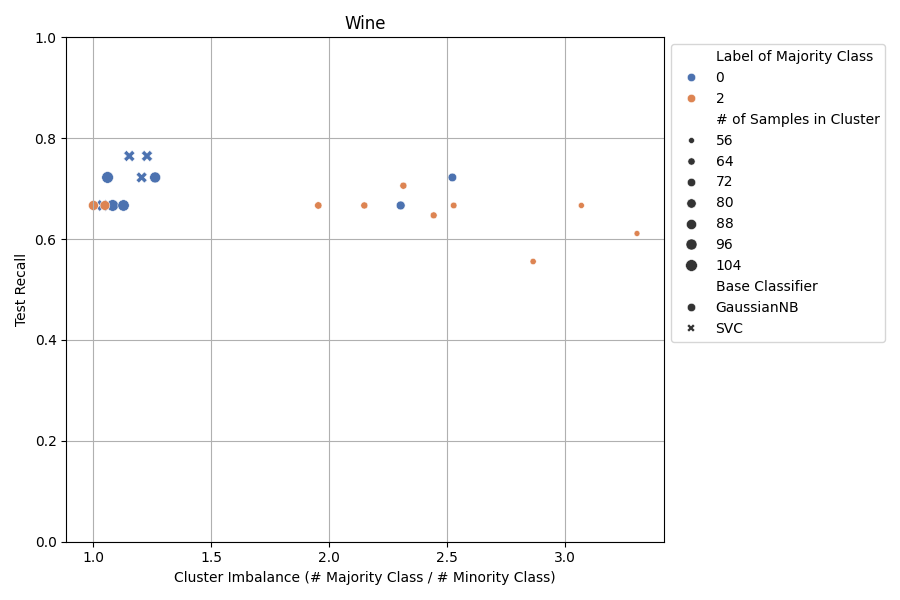 Wine
1.0
0.8
0.6
0.4
0.2
0.0
Test Recall
1.0 1.5 2.0 2.5 3.0
Cluster Imbalance (# Majority Class / # Minority Class)
Label of Majority Class
0
2
# of Samples in Cluster
56
64
72
80
88
96
104
Base Classifier
GaussianNB
SVC